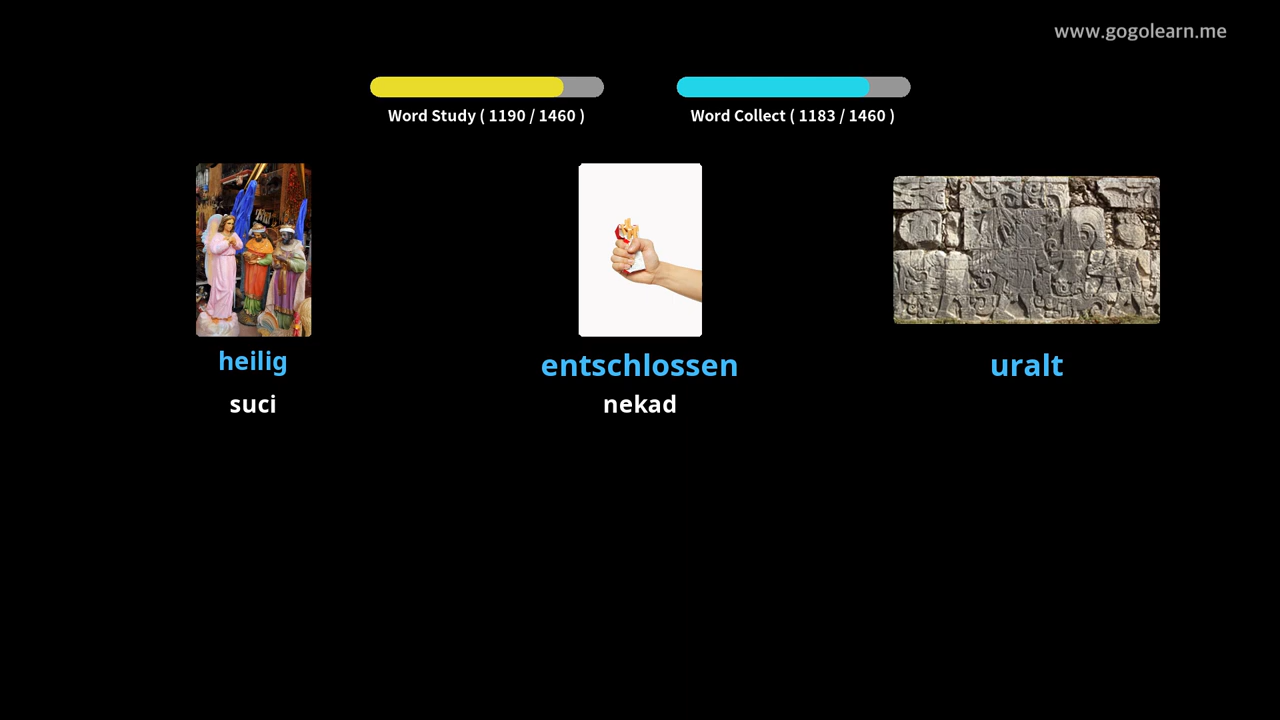 www.gogolearn.me
Word Study ( 1190 / 1460 )
Word Collect ( 1183 / 1460 )
heilig
entschlossen
uralt
suci
nekad